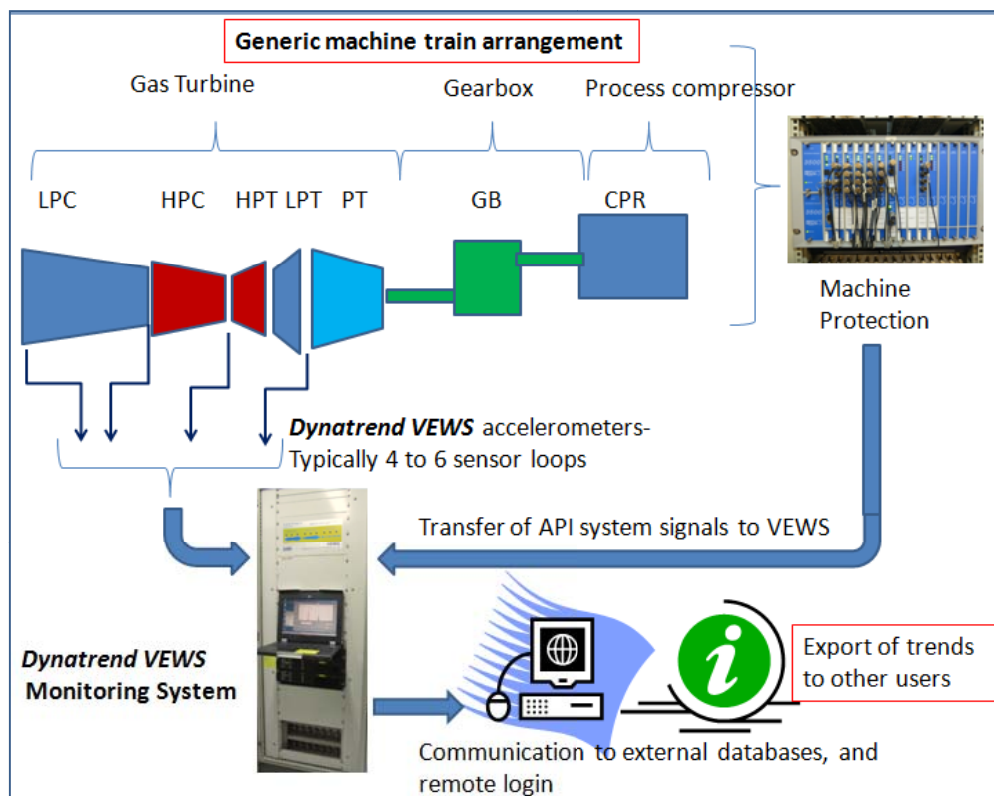 Generic machine train arrangement
Gas Turbine
Gearbox
Process compressor
LPC
HPC
HPT
LPT
PT
GB
CPR
Machine
Protection
Dynatrend VEWS accelerometers-
Typically 4 to 6 sensor loops
Transfer of API system signals to VEWS
Dynatrend VEWS
Monitoring System
Export of trends
to other users
Communication to external databases, and
remote login